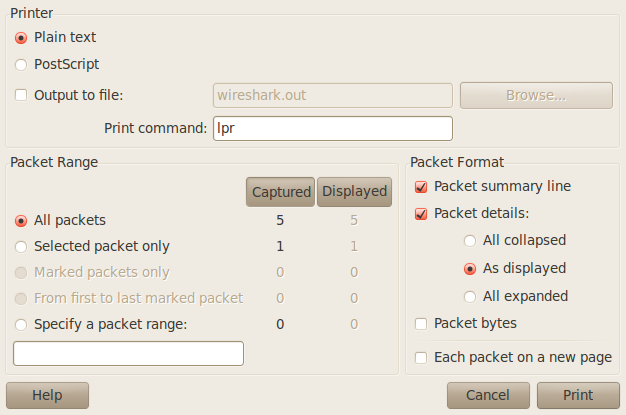 Printer
Plain text
PostScript
Output to file: wireshark.out Browse...
Print command: lpr
Packet Range
Captured Displayed
All packets 5 5
Selected packet only 1 1
Marked packets only 0 0
From first to last marked packet 0 0
Specify a packet range: 0 0
Packet Format
Packet summary line
Packet details:
All collapsed
As displayed
All expanded
Packet bytes
Each packet on a new page
Help Cancel Print